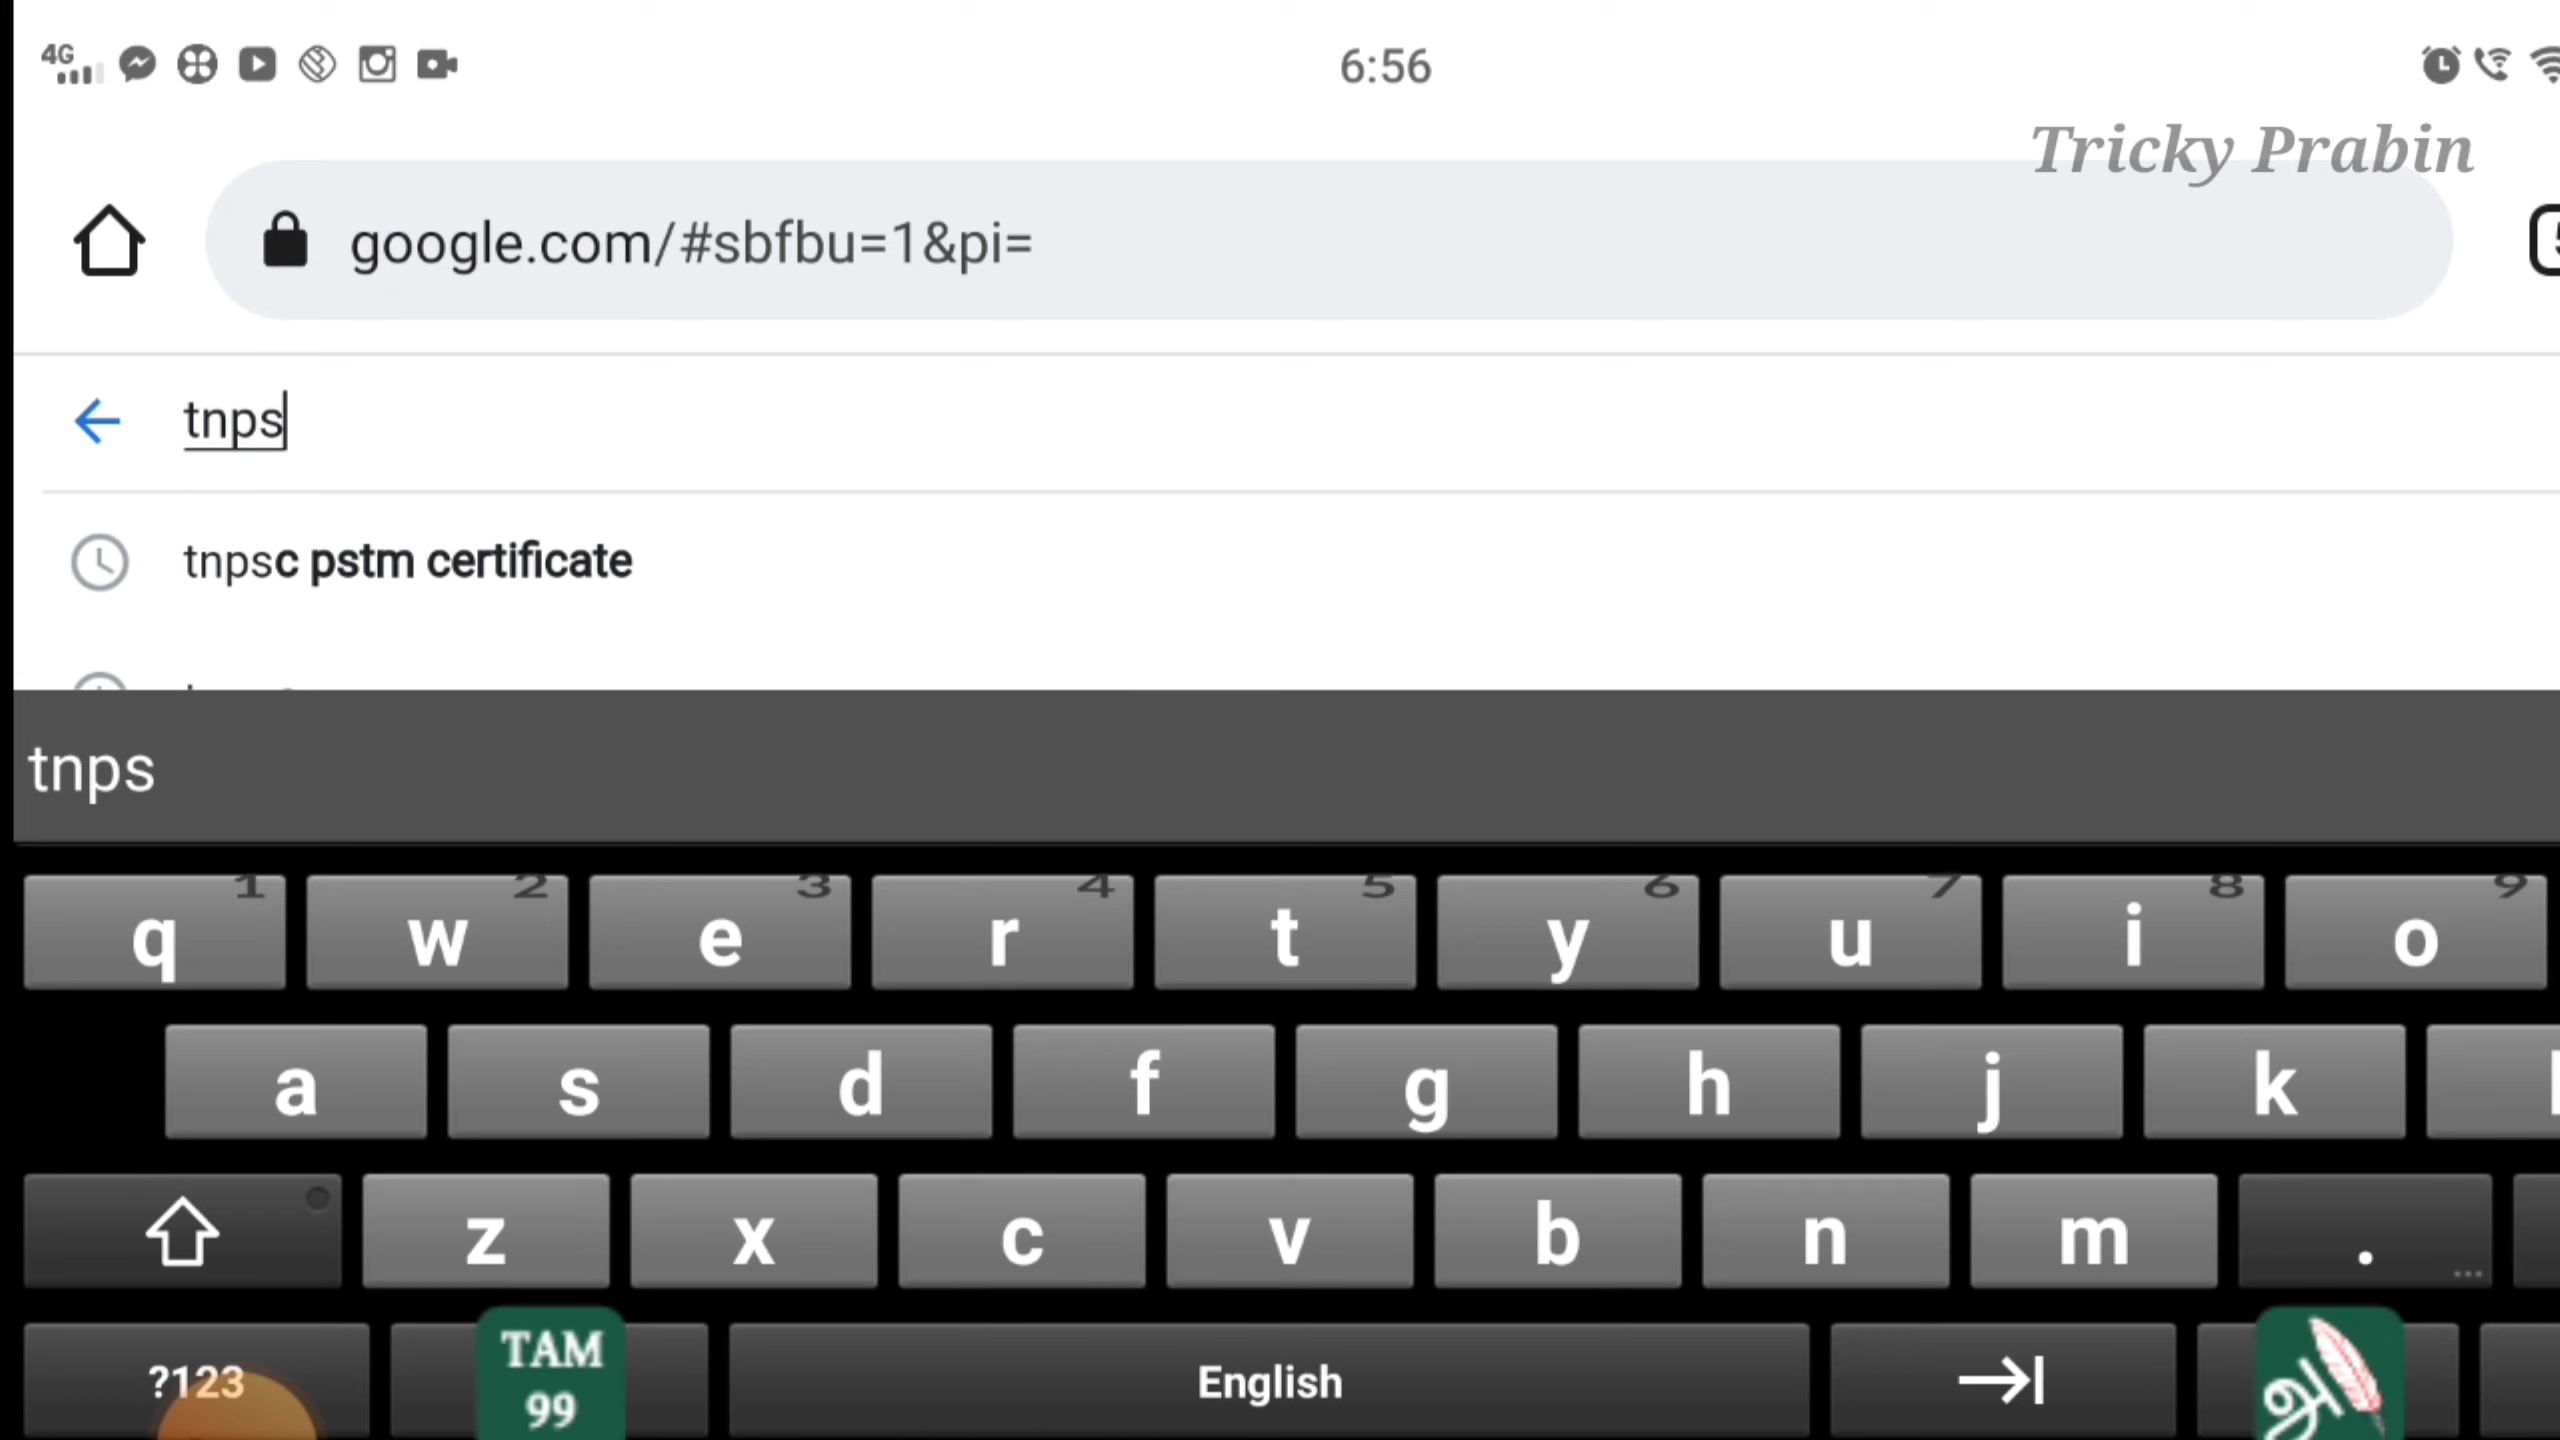 4G 6:56
Tricky Prabin
google.com/#sbfbu=1&pi=
tnps
tnpsc pstm certificate
tnps
1 2 3 4 5 6 7 8 9
q w e r t y u i o
a s d f g h j k
z x c v b n m .
?123 TAM 99 English அ